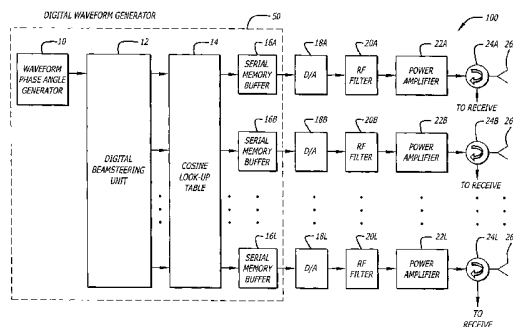 DIGITAL WAVEFORM GENERATOR
50
100
10
12
14
16A
18A
20A
22A
24A
26
WAVEFORM
PHASE ANGLE
GENERATOR
DIGITAL
BEAMSTEERING
UNIT
COSINE
LOOK-UP
TABLE
SERIAL
MEMORY
BUFFER
D/A
RF
FILTER
POWER
AMPLIFIER
TO RECEIVE
16B
18B
20B
22B
24B
26
SERIAL
MEMORY
BUFFER
D/A
RF
FILTER
POWER
AMPLIFIER
TO RECEIVE
16L
18L
20L
22L
24L
26
SERIAL
MEMORY
BUFFER
D/A
RF
FILTER
POWER
AMPLIFIER
TO
RECEIVE